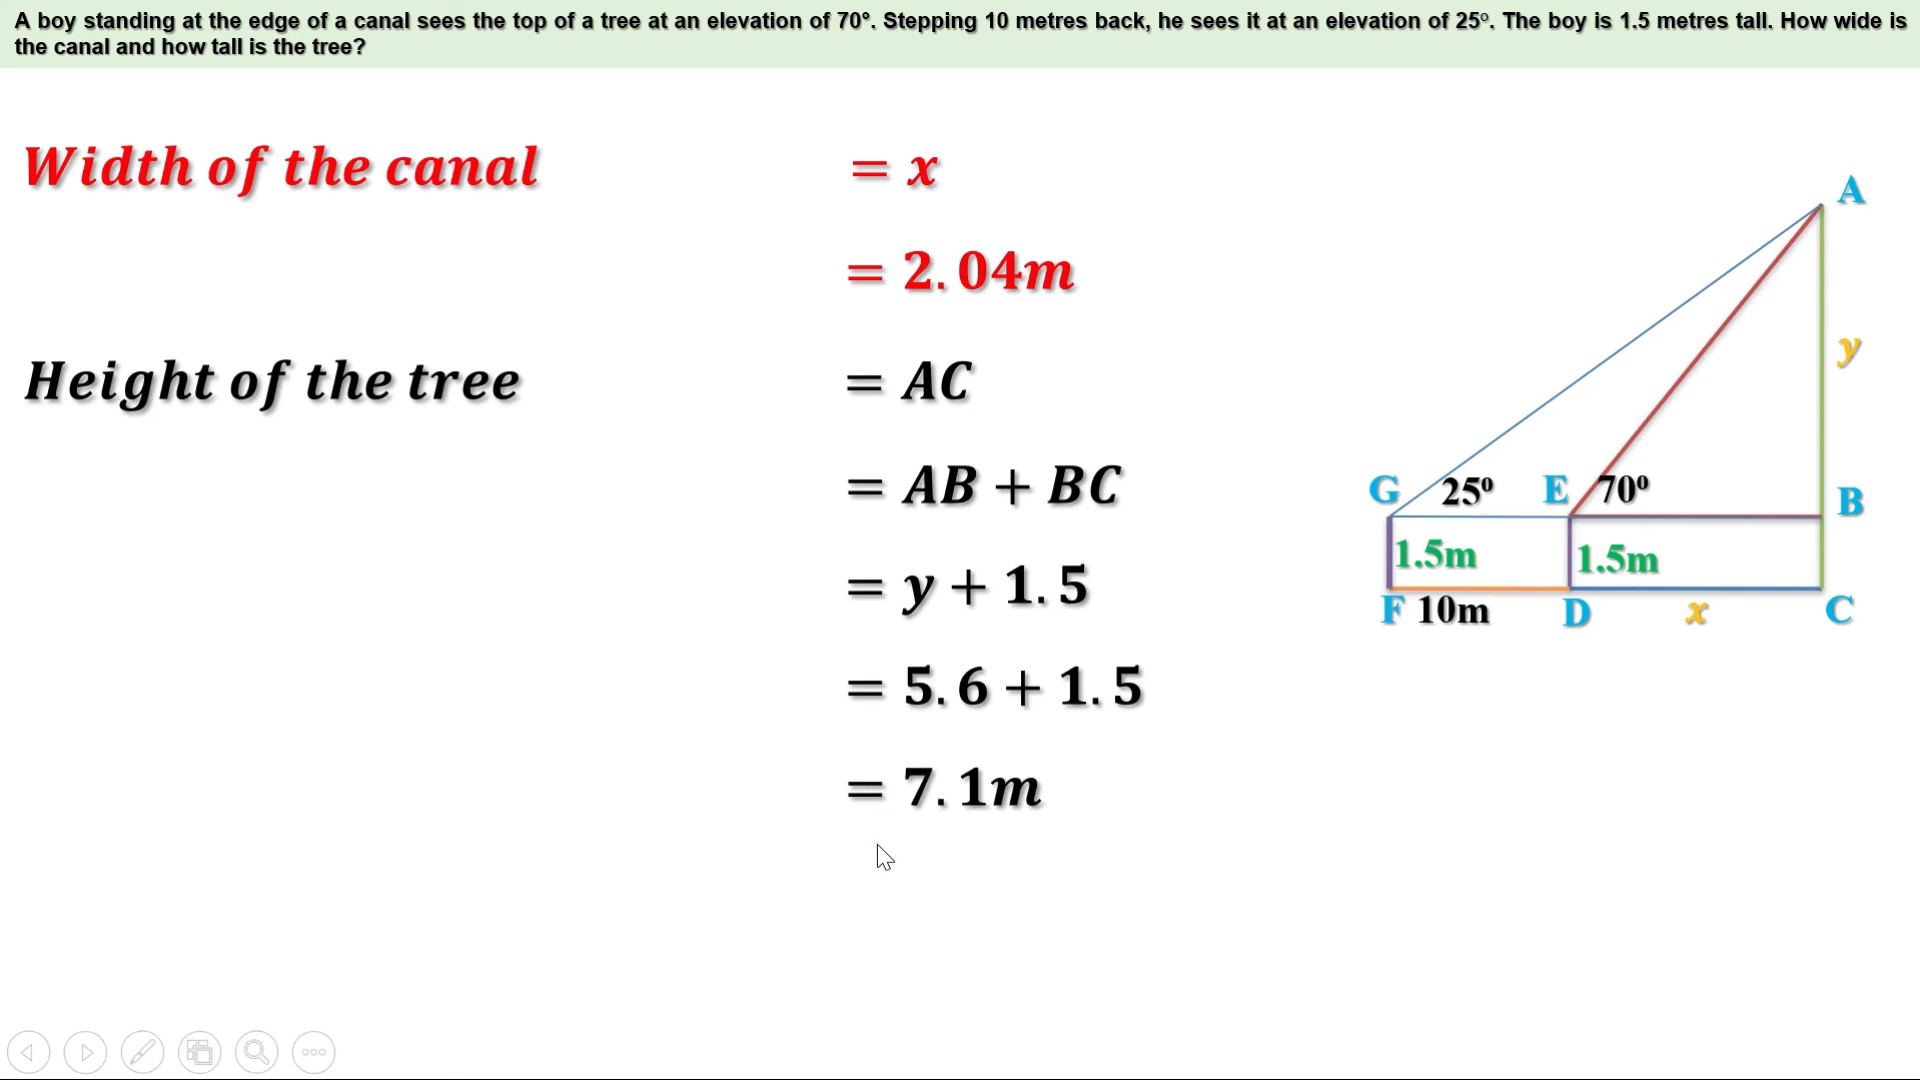 A boy standing at the edge of a canal sees the top of a tree at an elevation of 70°. Stepping 10 metres back, he sees it at an elevation of 25°. The boy is 1.5 metres tall. How wide is
the canal and how tall is the tree?
Width of the canal = x
= 2.04m
Height of the tree = AC
= AB + BC
= y + 1.5
= 5.6 + 1.5
= 7.1m
A
y
G 25⁰ E 70⁰ B
1.5m 1.5m
F 10m D x C